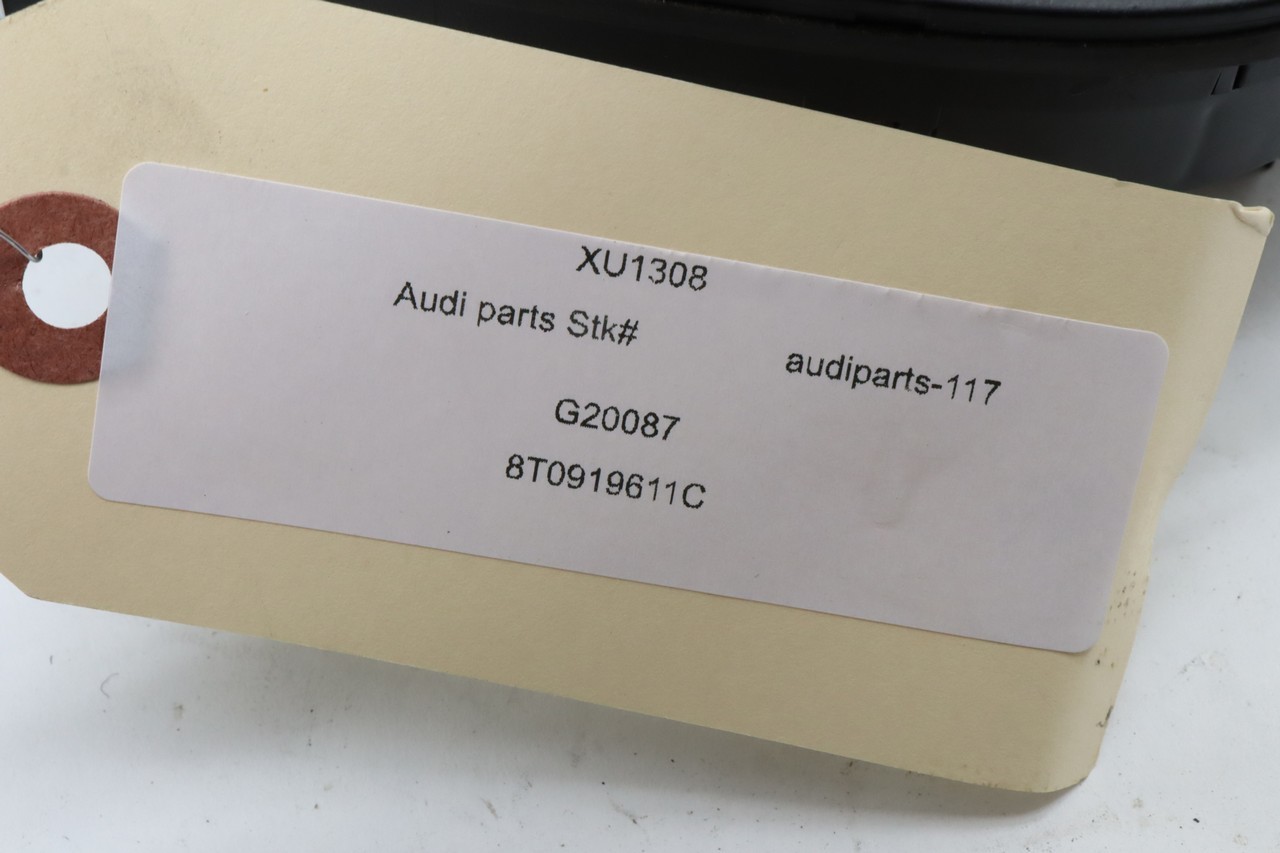 XU1308
Audi parts Stk#
audiparts-117
G20087
8T0919611C